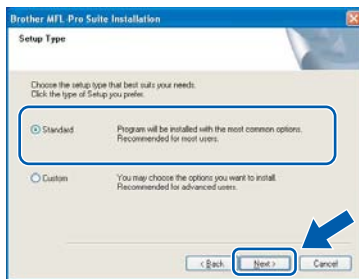 Brother MFL-Pro Suite Installation
Setup Type
Choose the setup type that best suits your needs.
Click the type of Setup you prefer.
Standard
Program will be installed with the most common options.
Recommended for most users.
Custom
You may choose the options you want to install.
Recommended for advanced users.
< Back
Next >
Cancel